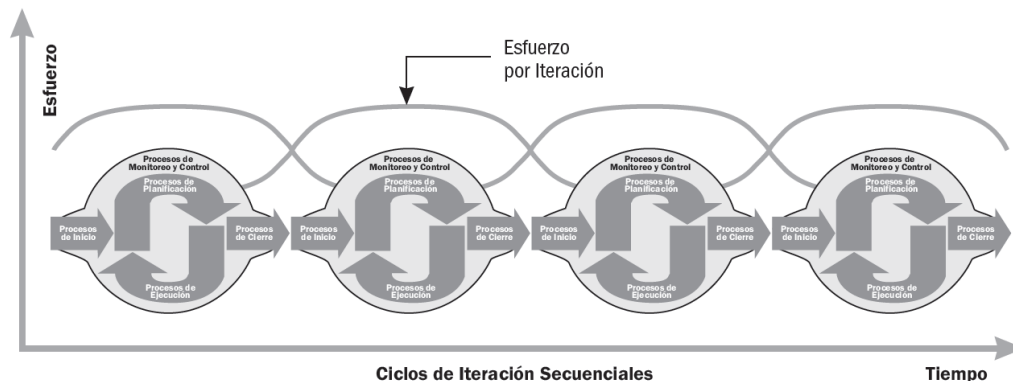 Esfuerzo
Esfuerzo
por Iteración
Procesos de
Monitoreo y Control
Procesos de
Planificación
Procesos
de Inicio
Procesos
de Cierre
Procesos de
Ejecución
Procesos de
Monitoreo y Control
Procesos de
Planificación
Procesos
de Inicio
Procesos
de Cierre
Procesos de
Ejecución
Procesos de
Monitoreo y Control
Procesos de
Planificación
Procesos
de Inicio
Procesos
de Cierre
Procesos de
Ejecución
Procesos de
Monitoreo y Control
Procesos de
Planificación
Procesos
de Inicio
Procesos
de Cierre
Procesos de
Ejecución
Ciclos de Iteración Secuenciales
Tiempo